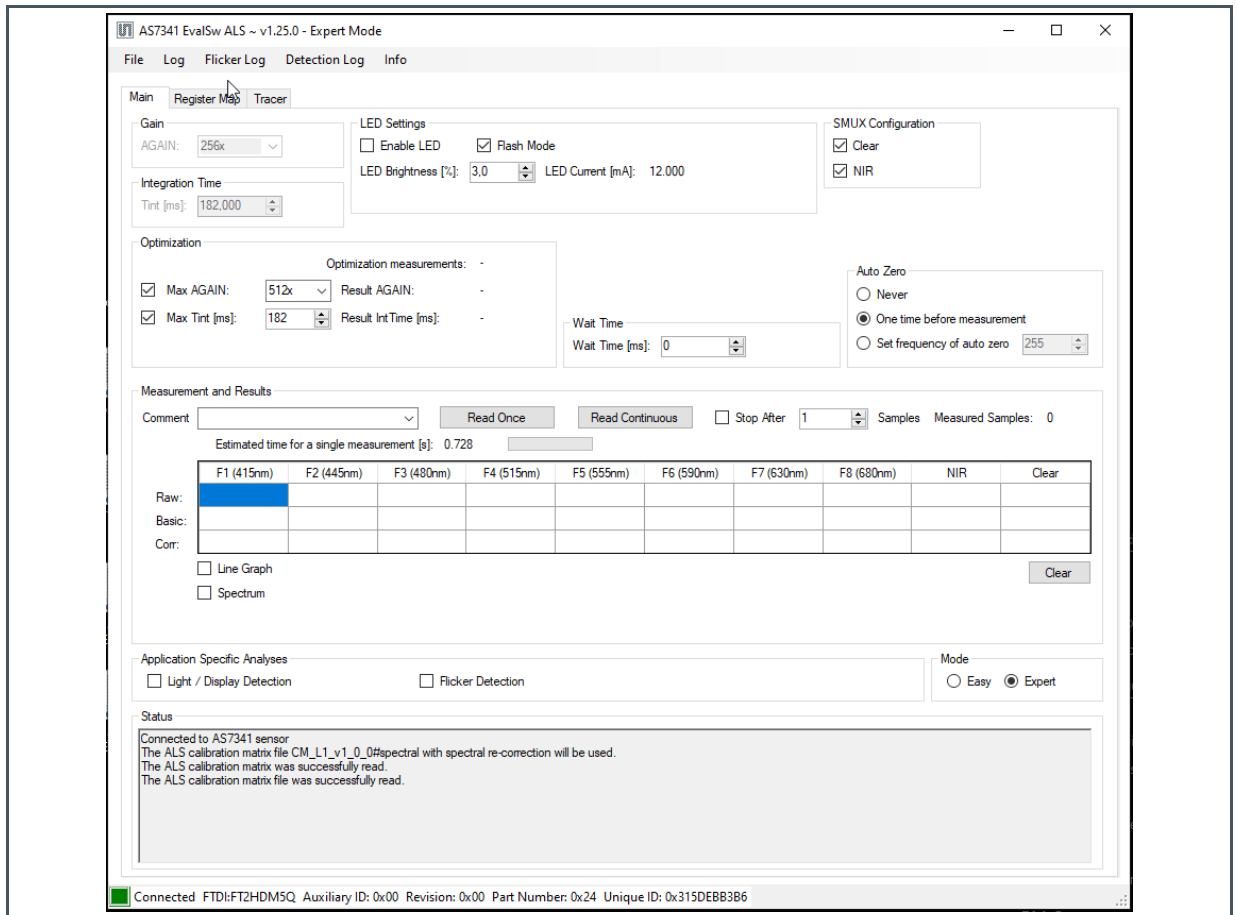 AS7341 EvalSw ALS ~ v1.25.0 - Expert Mode
File Log Flicker Log Detection Log Info
Main Register Map Tracer
Gain
AGAIN: 256x
Integration Time
Tint [ms]: 182,000
LED Settings
Enable LED Flash Mode
LED Brightness [%]: 3,0 LED Current [mA]: 12.000
SMUX Configuration
Clear
NIR
Optimization
Optimization measurements: -
Max AGAIN: 512x Result AGAIN: -
Max Tint [ms]: 182 Result IntTime [ms]: -
Wait Time
Wait Time [ms]: 0
Auto Zero
Never
One time before measurement
Set frequency of auto zero 255
Measurement and Results
Comment Read Once Read Continuous Stop After 1 Samples Measured Samples: 0
Estimated time for a single measurement [s]: 0.728
F1 (415nm) F2 (445nm) F3 (480nm) F4 (515nm) F5 (555nm) F6 (590nm) F7 (630nm) F8 (680nm) NIR Clear
Raw:
Basic:
Corr:
Line Graph
Clear
Spectrum
Application Specific Analyses
Light / Display Detection Flicker Detection
Mode
Easy Expert
Status
Connected to AS7341 sensor
The ALS calibration matrix file CM_L1_v1_0_0#spectral with spectral re-correction will be used.
The ALS calibration matrix was successfully read.
The ALS calibration matrix file was successfully read.
Connected FTDI:FT2HDM5Q Auxiliary ID: 0x00 Revision: 0x00 Part Number: 0x24 Unique ID: 0x315DEBB3B6